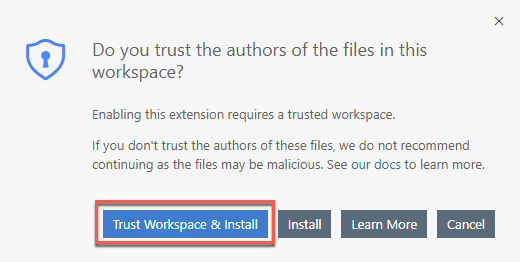 Do you trust the authors of the files in this
workspace?
Enabling this extension requires a trusted workspace.
If you don't trust the authors of these files, we do not recommend
continuing as the files may be malicious. See our docs to learn more.
Trust Workspace & Install Install Learn More Cancel